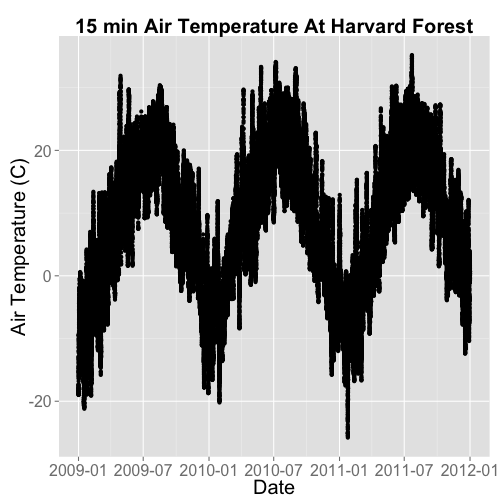 15 min Air Temperature At Harvard Forest
Air Temperature (C)
20
0
-20
2009-01 2009-07 2010-01 2010-07 2011-01 2011-07 2012-01
Date